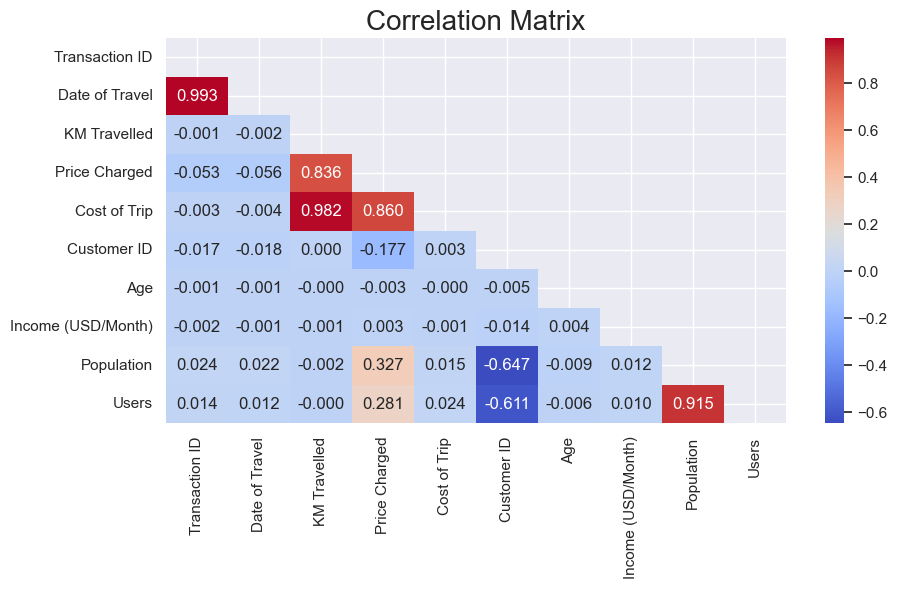 Correlation Matrix
Transaction ID
Date of Travel 0.993
KM Travelled -0.001 -0.002
Price Charged -0.053 -0.056 0.836
Cost of Trip -0.003 -0.004 0.982 0.860
Customer ID -0.017 -0.018 0.000 -0.177 0.003
Age -0.001 -0.001 -0.000 -0.003 -0.000 -0.005
Income (USD/Month) -0.002 -0.001 -0.001 0.003 -0.001 -0.014 0.004
Population 0.024 0.022 -0.002 0.327 0.015 -0.647 -0.009 0.012
Users 0.014 0.012 -0.000 0.281 0.024 -0.611 -0.006 0.010 0.915
Transaction ID
Date of Travel
KM Travelled
Price Charged
Cost of Trip
Customer ID
Age
Income (USD/Month)
Population
Users
0.8
0.6
0.4
0.2
0.0
−0.2
−0.4
−0.6